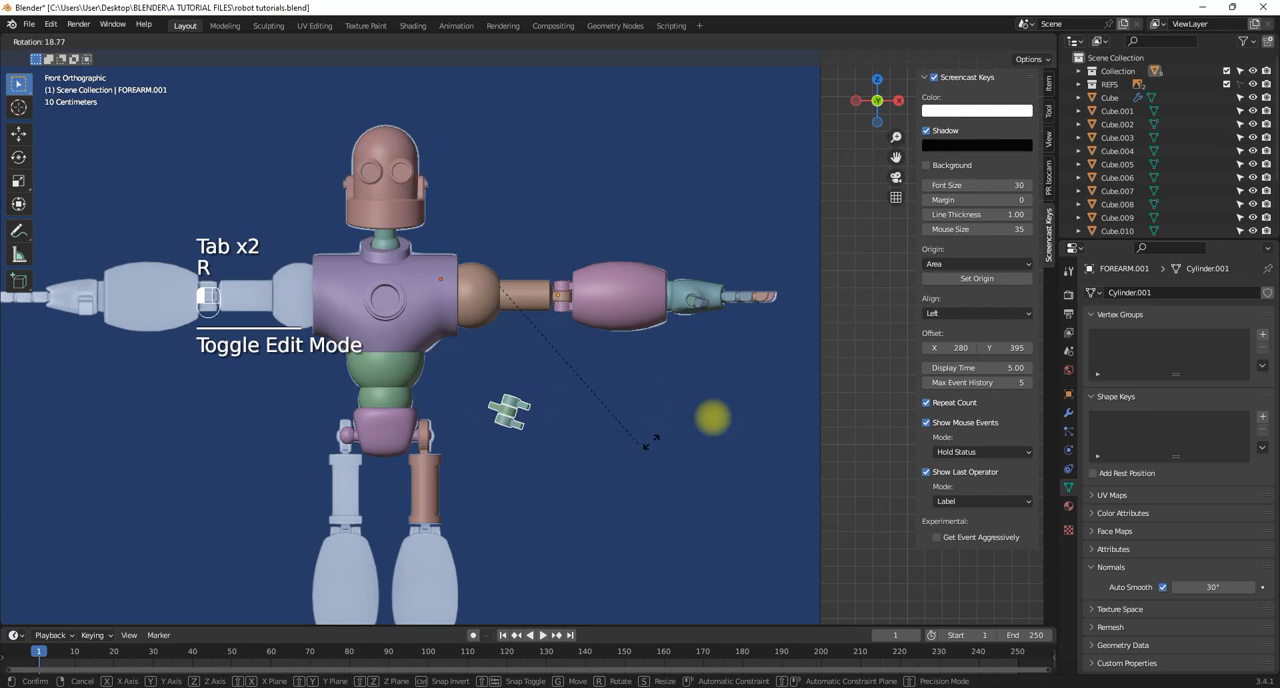 Blender* [C:\Users\User\Desktop\BLENDER\A TUTORIAL FILES\robot tutorials.blend]
File Edit Render Window Help Layout Modeling Sculpting UV Editing Texture Paint Shading Animation Rendering Compositing Geometry Nodes Scripting Scene ViewLayer
Rotation: 18.77
Options
Front Orthographic
(1) Scene Collection | FOREARM.001
10 Centimeters
Z
X
Y
Tab x2
R
Toggle Edit Mode
Screencast Keys
Color:
Shadow
Background
Font Size 30
Margin 0
Line Thickness 1.00
Mouse Size 35
Origin:
Area
Set Origin
Align:
Left
Offset:
X 280 Y 395
Display Time 5.00
Max Event History 5
Repeat Count
Show Mouse Events
Mode:
Hold Status
Show Last Operator
Mode:
Label
Experimental:
Get Event Aggressively
Item
Tool
View
PR Isocam
Screencast Keys
Scene Collection
Collection
REFS 2
Cube
Cube.001
Cube.002
Cube.003
Cube.004
Cube.005
Cube.006
Cube.007
Cube.008
Cube.009
Cube.010
FOREARM.001 Cylinder.001
Cylinder.001
Vertex Groups
Shape Keys
Add Rest Position
UV Maps
Color Attributes
Face Maps
Attributes
Normals
Auto Smooth 30°
Texture Space
Remesh
Geometry Data
Custom Properties
Playback Keying View Marker 1 Start 1 End 250
1 10 20 30 40 50 60 70 80 90 100 110 120 130 140 150 160 170 180 190 200 210 220 230 240 250
Confirm Cancel X X Axis Y Y Axis Z Z Axis X X Plane Y Y Plane Z Z Plane Ctrl Snap Invert Snap Toggle G Move R Rotate S Resize Automatic Constraint Automatic Constraint Plane Precision Mode 3.4.1